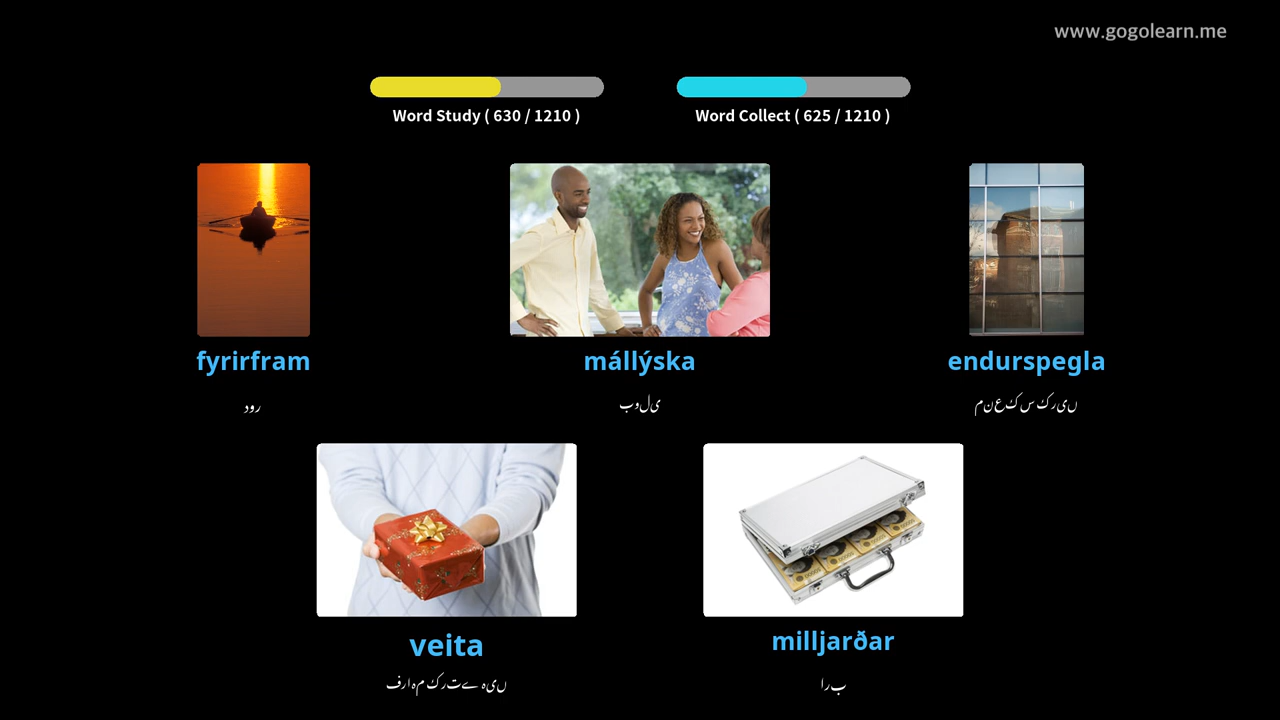 www.gogolearn.me
Word Study ( 630 / 1210 )
Word Collect ( 625 / 1210 )
fyrirfram
دور
mállýska
بولی
endurspegla
منعکس کریں
veita
فراہم کرتے ہیں
milljarðar
ارب